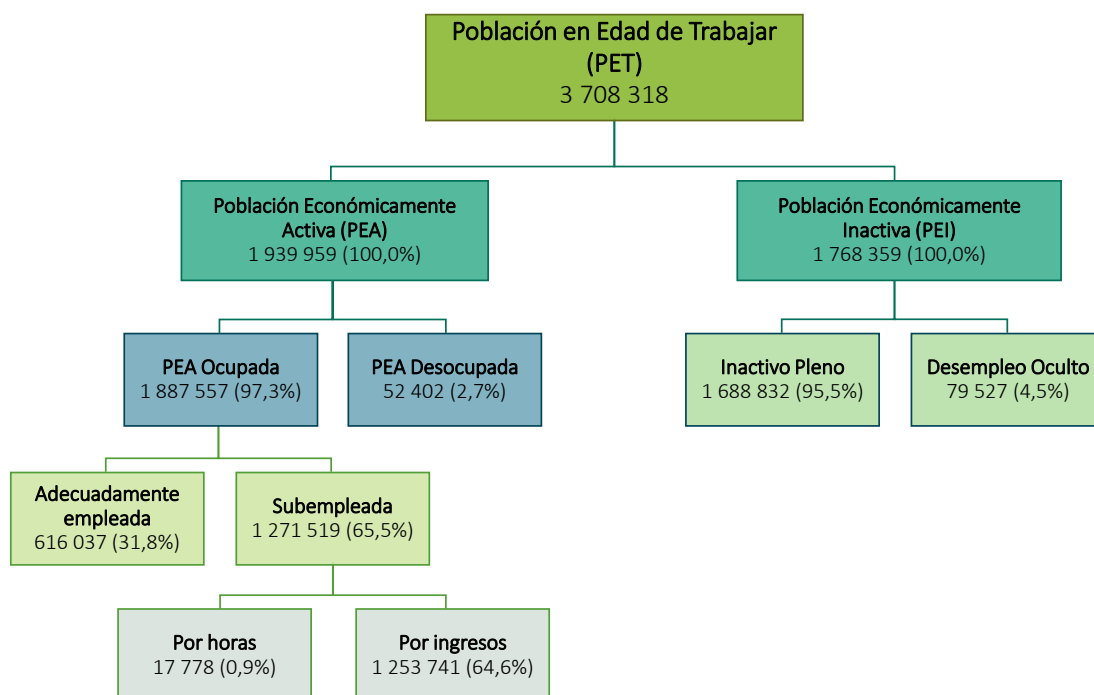 Población en Edad de Trabajar
(PET)
3 708 318
Población Económicamente
Activa (PEA)
1 939 959 (100,0%)
Población Económicamente
Inactiva (PEI)
1 768 359 (100,0%)
PEA Ocupada
1 887 557 (97,3%)
PEA Desocupada
52 402 (2,7%)
Inactivo Pleno
1 688 832 (95,5%)
Desempleo Oculto
79 527 (4,5%)
Adecuadamente
empleada
616 037 (31,8%)
Subempleada
1 271 519 (65,5%)
Por horas
17 778 (0,9%)
Por ingresos
1 253 741 (64,6%)